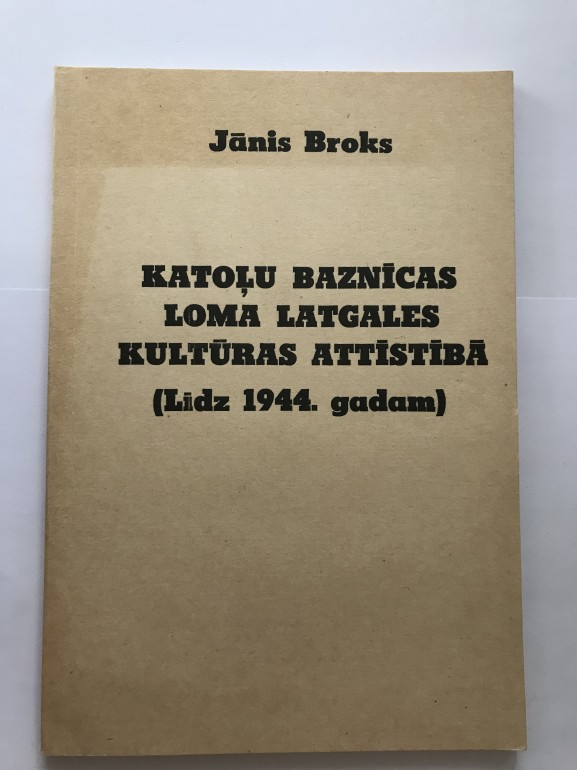 Jānis Broks
KATOĻU BAZNĪCAS
LOMA LATGALES
KULTŪRAS ATTĪSTĪBĀ
(Līdz 1944. gadam)